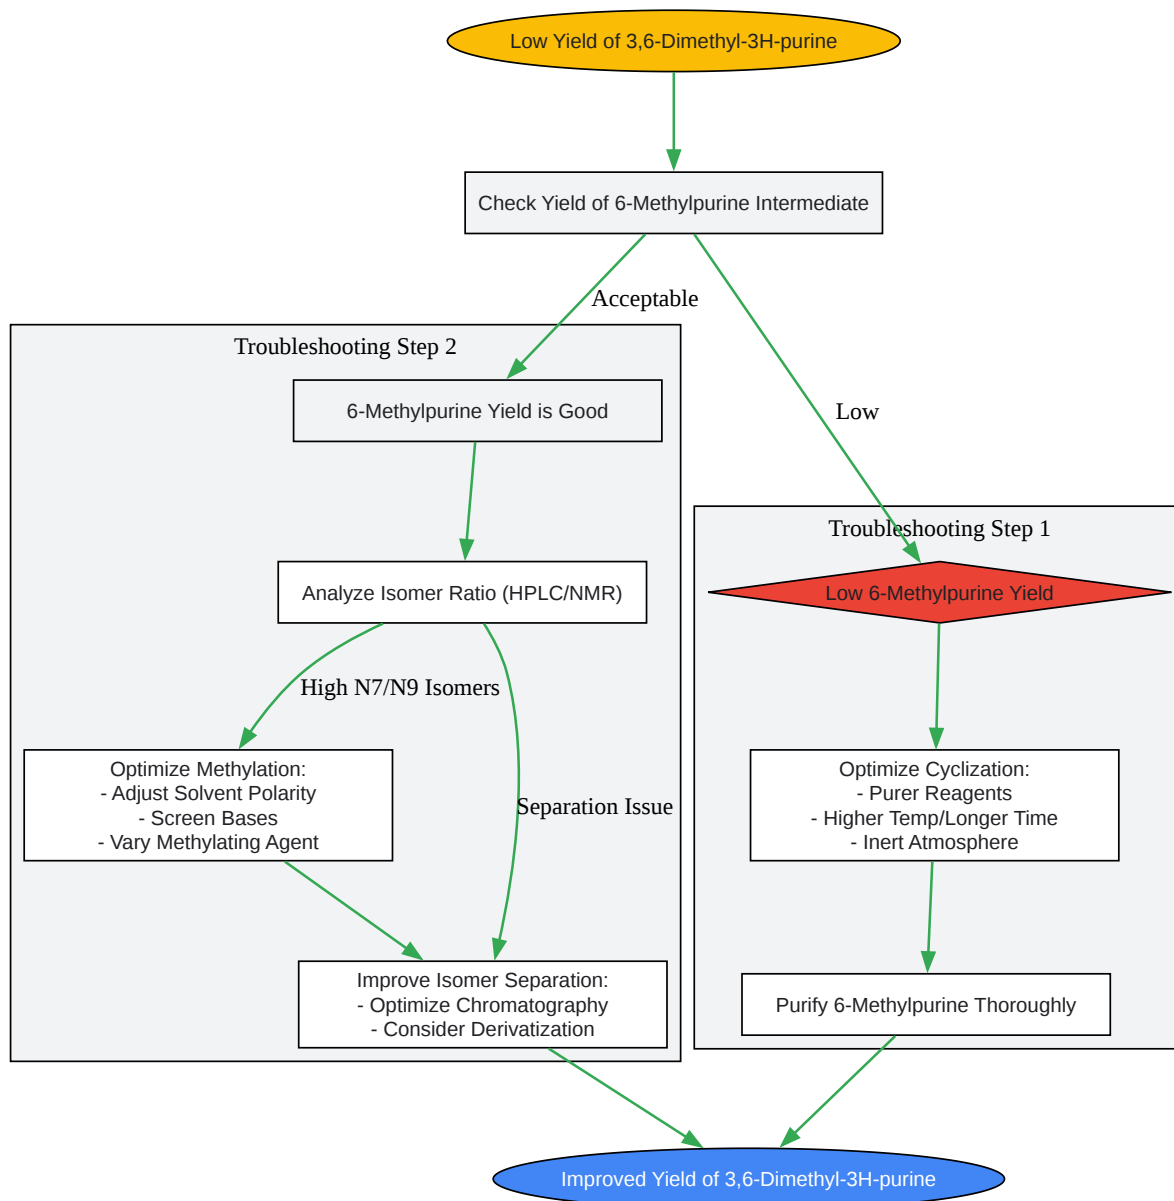 Low Yield of 3,6-Dimethyl-3H-purine
Check Yield of 6-Methylpurine Intermediate
Acceptable
Low
Troubleshooting Step 2
6-Methylpurine Yield is Good
Analyze Isomer Ratio (HPLC/NMR)
High N7/N9 Isomers
Separation Issue
Optimize Methylation:
- Adjust Solvent Polarity
- Screen Bases
- Vary Methylating Agent
Improve Isomer Separation:
- Optimize Chromatography
- Consider Derivatization
Troubleshooting Step 1
Low 6-Methylpurine Yield
Optimize Cyclization:
- Purer Reagents
- Higher Temp/Longer Time
- Inert Atmosphere
Purify 6-Methylpurine Thoroughly
Improved Yield of 3,6-Dimethyl-3H-purine